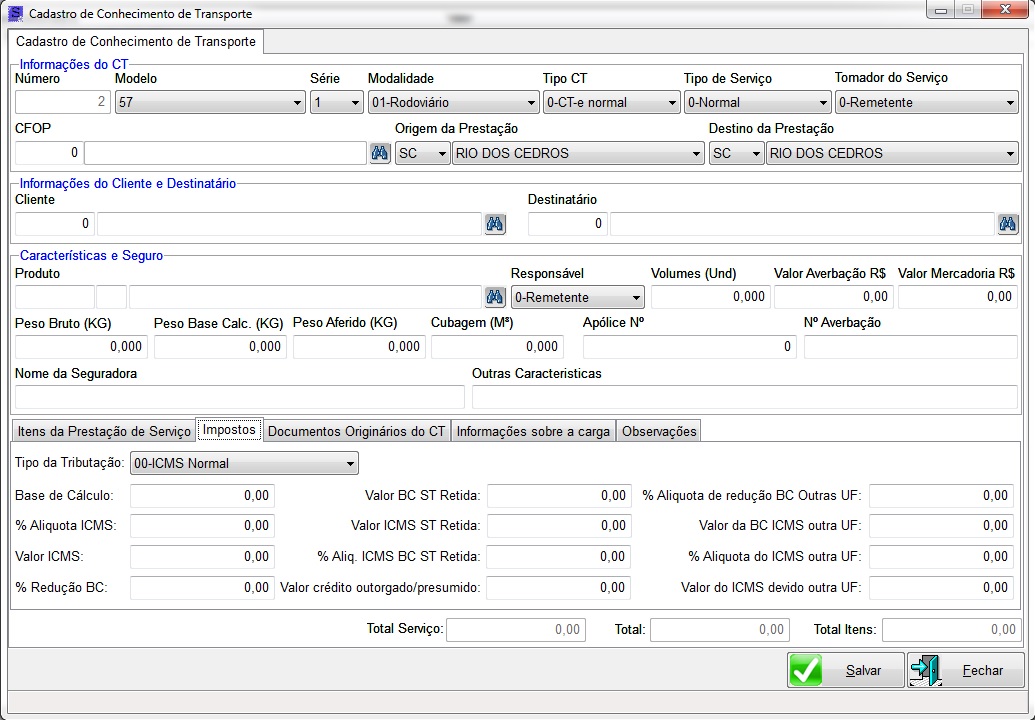 Cadastro de Conhecimento de Transporte
Cadastro de Conhecimento de Transporte
Informações do CT
Número Modelo Série Modalidade Tipo CT Tipo de Serviço Tomador do Serviço
2 57 1 01-Rodoviário 0-CT-e normal 0-Normal 0-Remetente
CFOP Origem da Prestação Destino da Prestação
0 SC RIO DOS CEDROS SC RIO DOS CEDROS
Informações do Cliente e Destinatário
Cliente Destinatário
0 0
Características e Seguro
Produto Responsável Volumes (Und) Valor Averbação R$ Valor Mercadoria R$
0-Remetente 0,000 0,00 0,00
Peso Bruto (KG) Peso Base Calc. (KG) Peso Aferido (KG) Cubagem (M³) Apólice Nº Nº Averbação
0,000 0,000 0,000 0,000 0
Nome da Seguradora Outras Caracteristicas
Itens da Prestação de Serviço Impostos Documentos Originários do CT Informações sobre a carga Observações
Tipo da Tributação: 00-ICMS Normal
Base de Cálculo: 0,00 Valor BC ST Retida: 0,00 % Aliquota de redução BC Outras UF: 0,00
% Aliquota ICMS: 0,00 Valor ICMS ST Retida: 0,00 Valor da BC ICMS outra UF: 0,00
Valor ICMS: 0,00 % Aliq. ICMS BC ST Retida: 0,00 % Aliquota do ICMS outra UF: 0,00
% Redução BC: 0,00 Valor crédito outorgado/presumido: 0,00 Valor do ICMS devido outra UF: 0,00
Total Serviço: 0,00 Total: 0,00 Total Itens: 0,00
Salvar Fechar